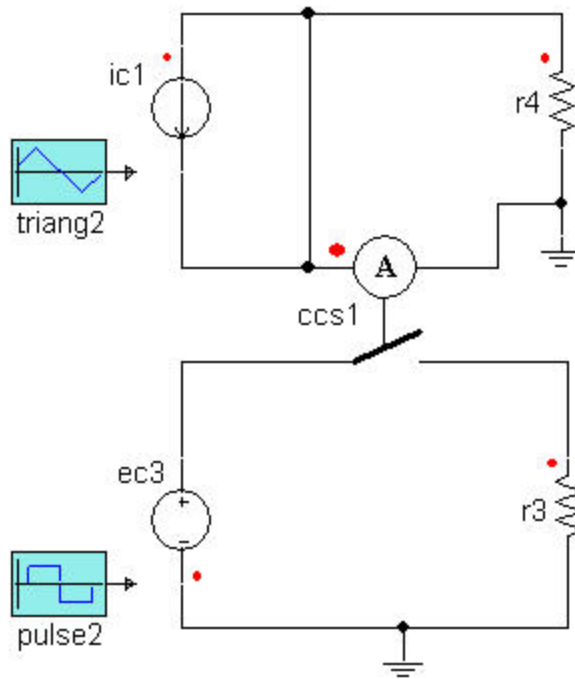 ic1
r4
triang2
A
ccs1
ec3
+
−
r3
pulse2